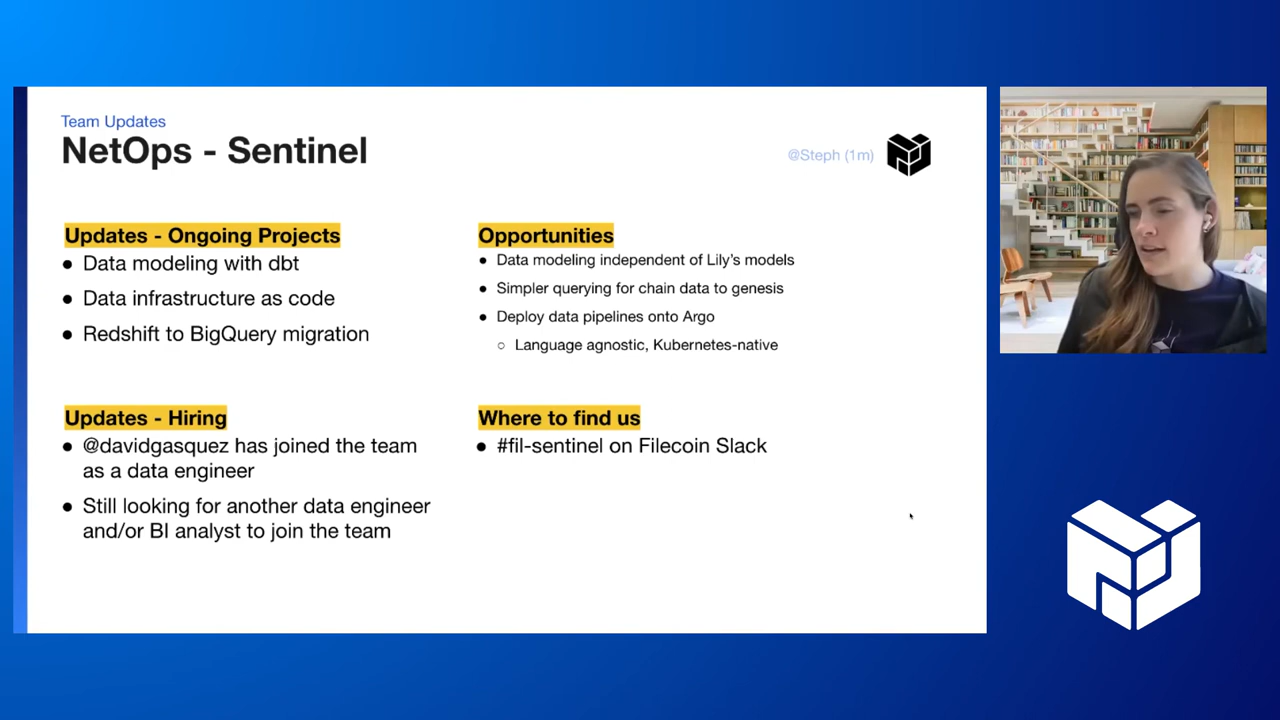 Team Updates
NetOps - Sentinel
@Steph (1m)
Updates - Ongoing Projects
● Data modeling with dbt
● Data infrastructure as code
● Redshift to BigQuery migration
Opportunities
● Data modeling independent of Lily's models
● Simpler querying for chain data to genesis
● Deploy data pipelines onto Argo
○ Language agnostic, Kubernetes-native
Updates - Hiring
● @davidgasquez has joined the team
as a data engineer
● Still looking for another data engineer
and/or BI analyst to join the team
Where to find us
● #fil-sentinel on Filecoin Slack